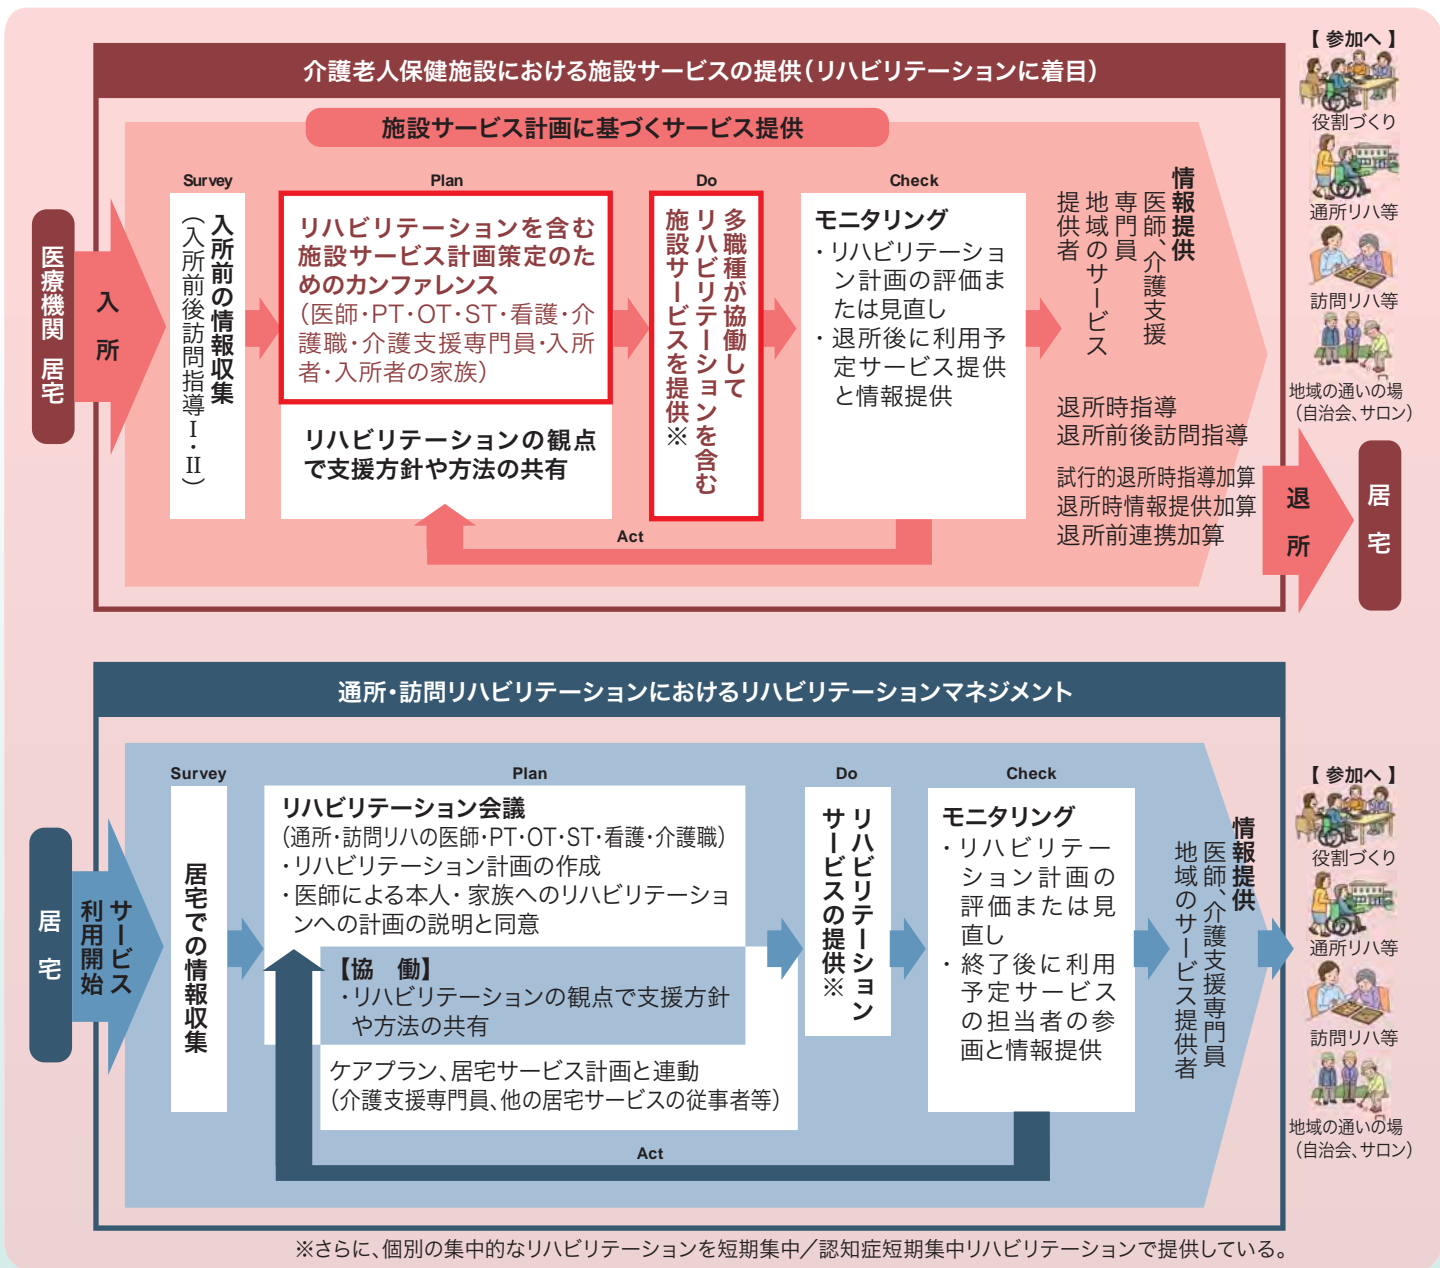 介護老人保健施設における施設サービスの提供（リハビリテーションに着目）
施設サービス計画に基づくサービス提供
医療機関 居宅
入所
Survey
入所前の情報収集
（入所前後訪問指導Ⅰ・Ⅱ）
Plan
リハビリテーションを含む
施設サービス計画策定のた
めのカンファレンス
（医師・PT・OT・ST・看護・介
護職・介護支援専門員・入所
者・入所者の家族）
リハビリテーションの観点
で支援方針や方法の共有
Do
多職種が協働して
リハビリテーションを含む
施設サービスを提供※
Check
モニタリング
・リハビリテーショ
ン計画の評価ま
たは見直し
・退所後に利用予
定サービス提供
と情報提供
Act
情報提供
医師、介護支援
専門員
地域のサービス
提供者
退所時指導
退所前後訪問指導
試行的退所時指導加算
退所時情報提供加算
退所前連携加算
退所
居宅
【 参加へ 】
役割づくり
通所リハ等
訪問リハ等
地域の通いの場
（自治会、サロン）
通所・訪問リハビリテーションにおけるリハビリテーションマネジメント
居宅
サービス
利用開始
Survey
居宅での情報収集
Plan
リハビリテーション会議
（通所・訪問リハの医師・PT・OT・ST・看護・介護職）
・リハビリテーション計画の作成
・医師による本人・家族へのリハビリテーショ
ンへの計画の説明と同意
【協　働】
・リハビリテーションの観点で支援方針
や方法の共有
ケアプラン、居宅サービス計画と連動
（介護支援専門員、他の居宅サービスの従事者等）
Do
リハビリテーション
サービスの提供※
Check
モニタリング
・リハビリテー
ション計画の
評価または見
直し
・終了後に利用
予定サービス
の担当者の参
画と情報提供
Act
情報提供
医師、介護支援専門員
地域のサービス提供者
【 参加へ 】
役割づくり
通所リハ等
訪問リハ等
地域の通いの場
（自治会、サロン）
※さらに、個別の集中的なリハビリテーションを短期集中／認知症短期集中リハビリテーションで提供している。